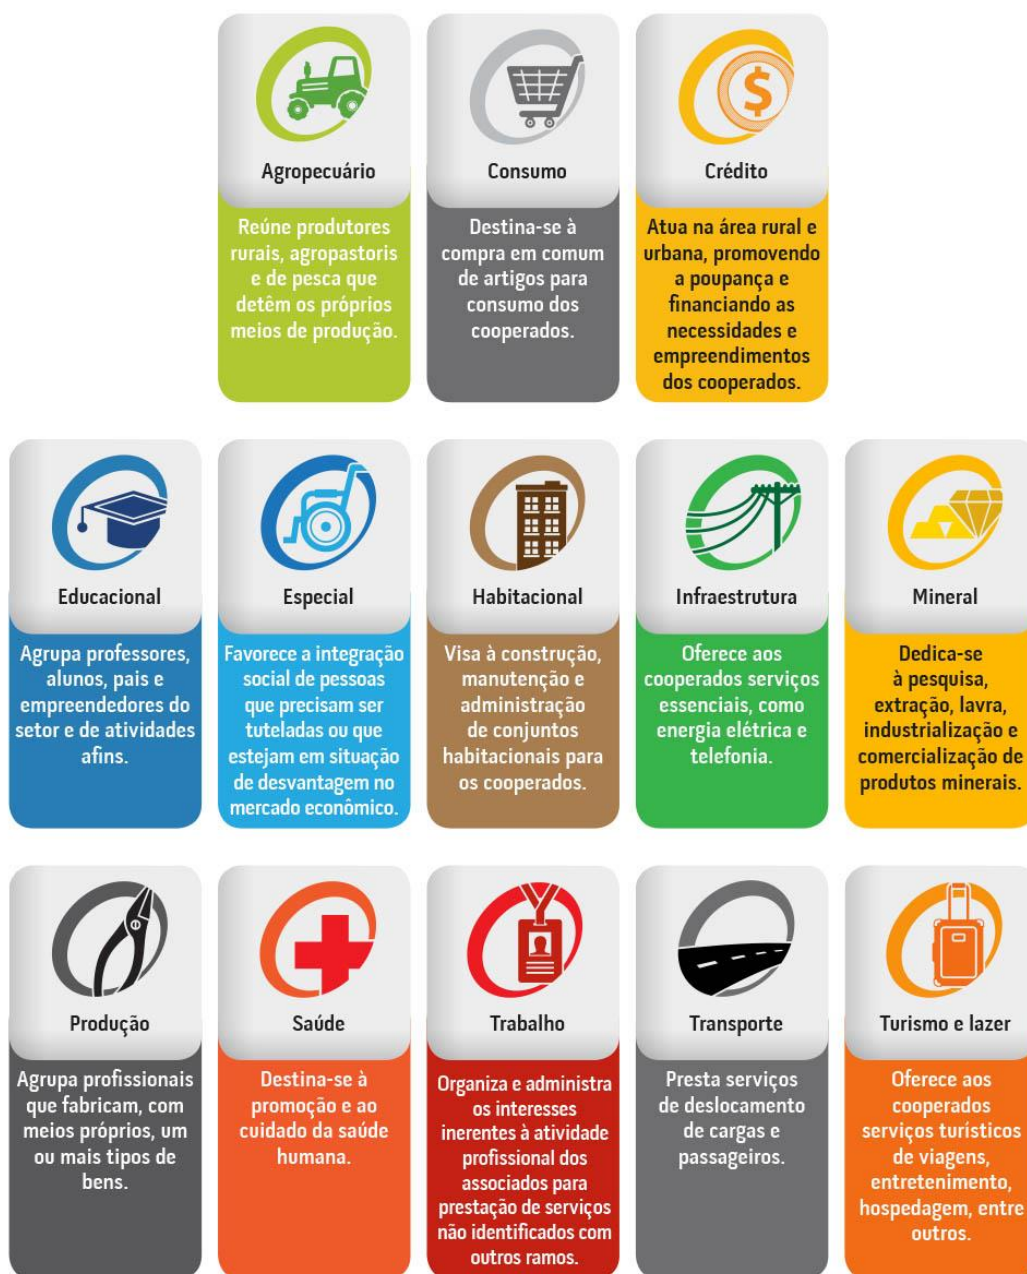 Agropecuário
Reúne produtores
rurais, agropastoris
e de pesca que
detêm os próprios
meios de produção.
Consumo
Destina-se à
compra em comum
de artigos para
consumo dos
cooperados.
$
Crédito
Atua na área rural e
urbana, promovendo
a poupança e
financiando as
necessidades e
empreendimentos
dos cooperados.
Educacional
Agrupa professores,
alunos, pais e
empreendedores do
setor e de atividades
afins.
Especial
Favorece a integração
social de pessoas
que precisam ser
tuteladas ou que
estejam em situação
de desvantagem no
mercado econômico.
Habitacional
Visa à construção,
manutenção e
administração
de conjuntos
habitacionais para
os cooperados.
Infraestrutura
Oferece aos
cooperados serviços
essenciais, como
energia elétrica e
telefonia.
Mineral
Dedica-se
à pesquisa,
extração, lavra,
industrialização e
comercialização de
produtos minerais.
Produção
Agrupa profissionais
que fabricam, com
meios próprios, um
ou mais tipos de
bens.
Saúde
Destina-se à
promoção e ao
cuidado da saúde
humana.
Trabalho
Organiza e administra
os interesses
inerentes à atividade
profissional dos
associados para
prestação de serviços
não identificados com
outros ramos.
Transporte
Presta serviços
de deslocamento
de cargas e
passageiros.
Turismo e lazer
Oferece aos
cooperados
serviços turísticos
de viagens,
entretenimento,
hospedagem, entre
outros.